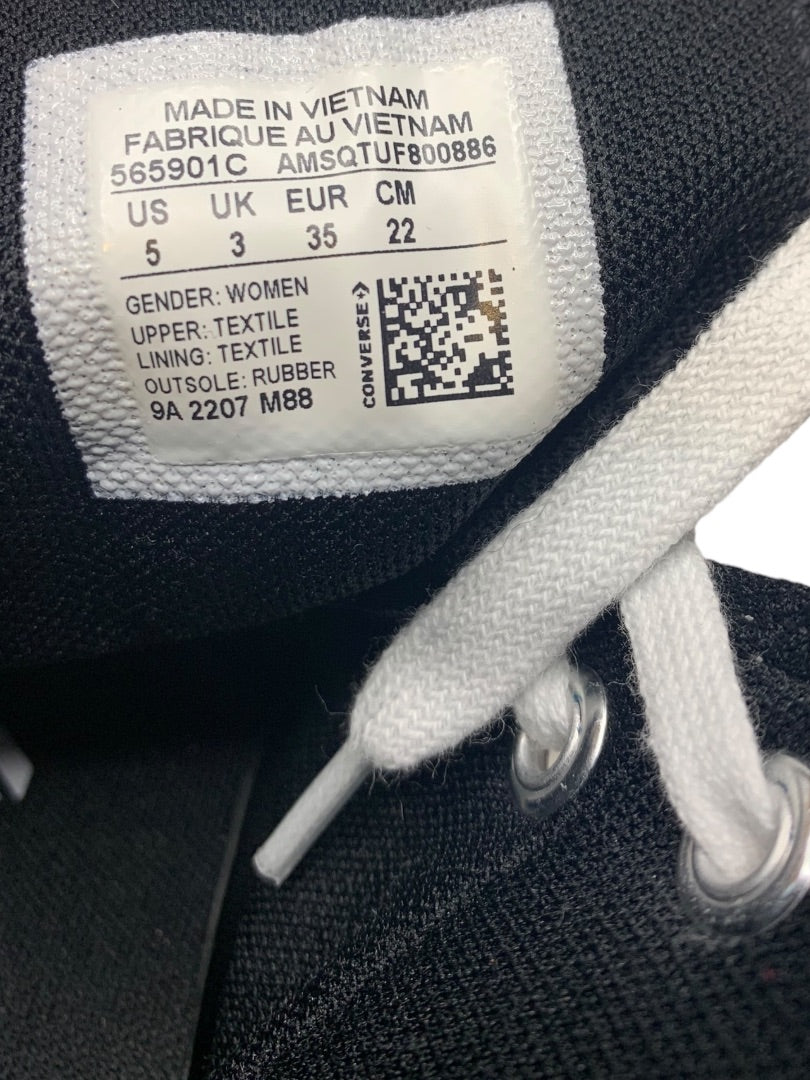 MADE IN VIETNAM
FABRIQUE AU VIETNAM
565901C AMSQTUF800886
US UK EUR CM
5 3 35 22
GENDER: WOMEN
UPPER: TEXTILE
LINING: TEXTILE
OUTSOLE: RUBBER
9A 2207 M88
CONVERSE